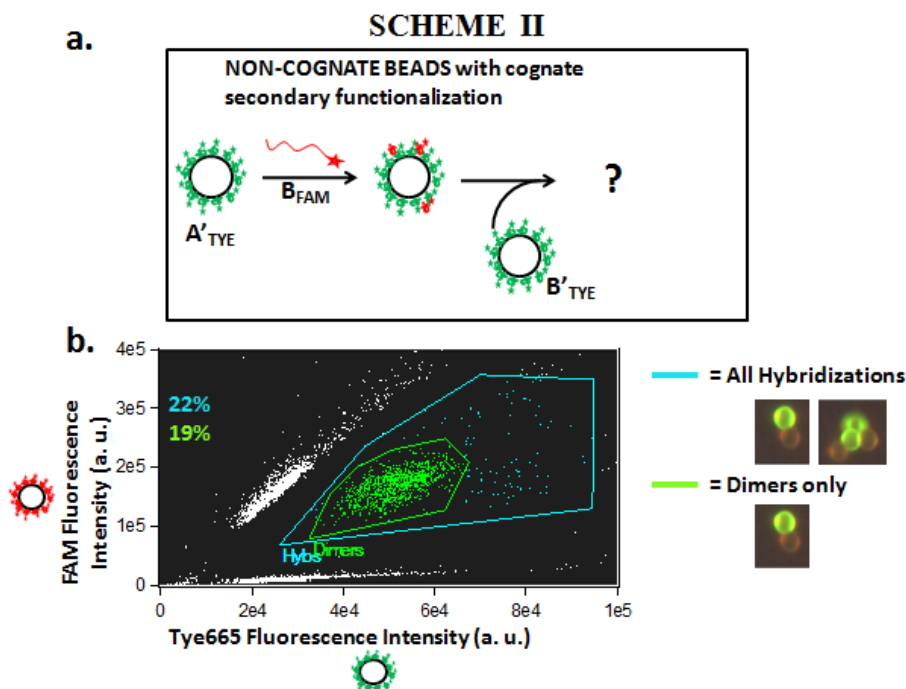 SCHEME II
a.
NON-COGNATE BEADS with cognate
secondary functionalization
A'TYE
BFAM
?
B'TYE
b.
4e5
3e5
2e5
1e5
0
22%
19%
Hybs
Dimers
FAM Fluorescence
Intensity (a. u.)
0
2e4
4e4
6e4
8e4
1e5
Tye665 Fluorescence Intensity (a. u.)
= All Hybridizations
= Dimers only